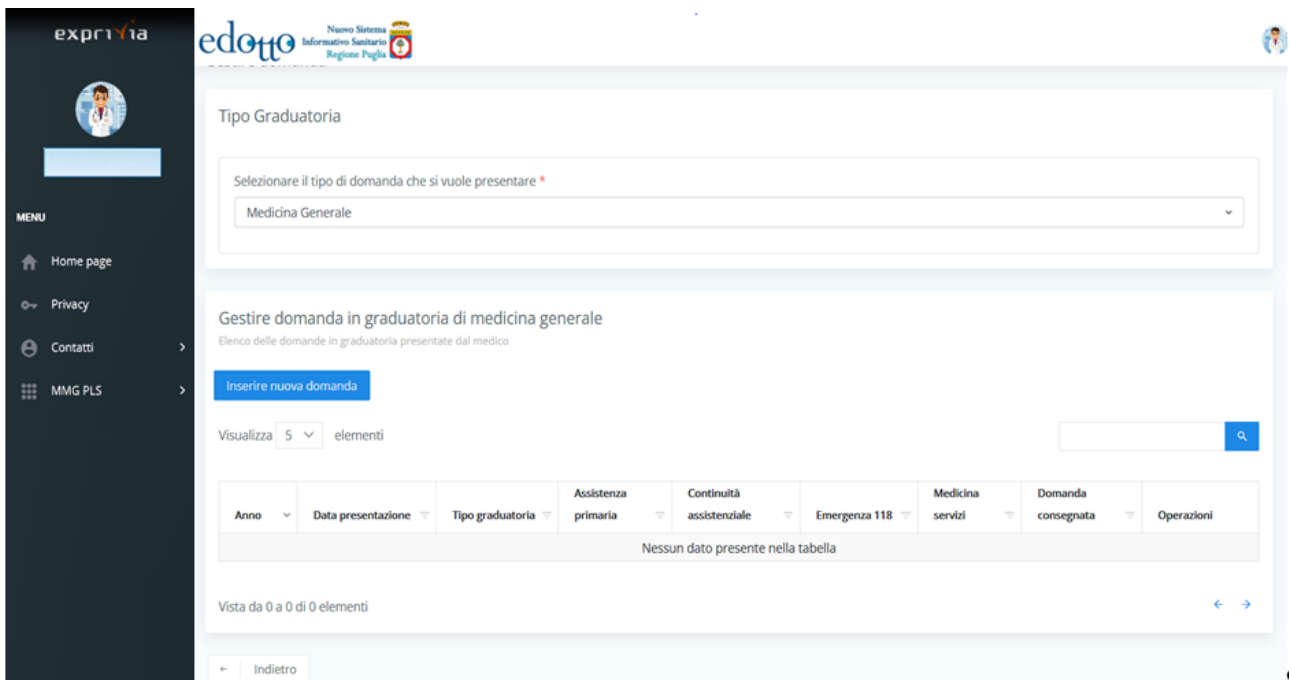 exprivia
edotto
Nuovo Sistema
Informativo Sanitario
Regione Puglia
MENU
Home page
Privacy
Contatti
MMG PLS
Tipo Graduatoria
Selezionare il tipo di domanda che si vuole presentare *
Medicina Generale
Gestire domanda in graduatoria di medicina generale
Elenco delle domande in graduatoria presentate dal medico
Inserire nuova domanda
Visualizza 5 elementi
Anno Data presentazione Tipo graduatoria Assistenza primaria Continuità assistenziale Emergenza 118 Medicina servizi Domanda consegnata Operazioni
Nessun dato presente nella tabella
Vista da 0 a 0 di 0 elementi
← →
← Indietro